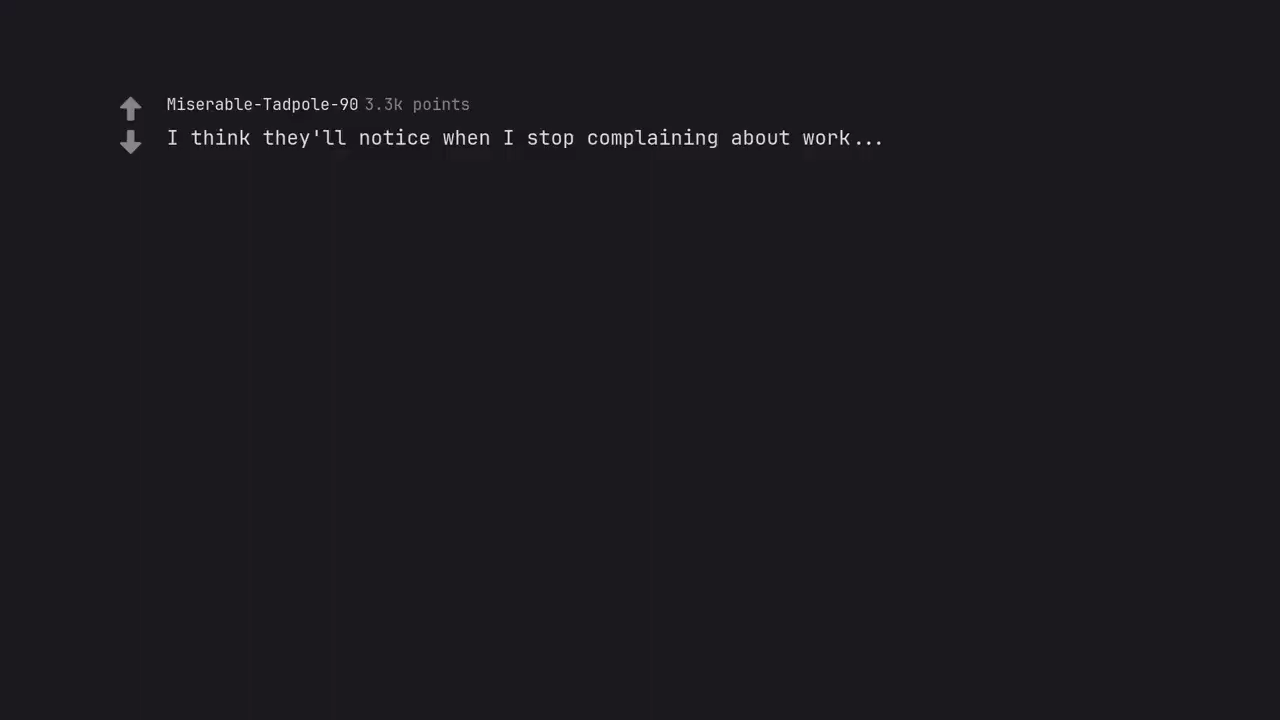 Miserable-Tadpole-90 3.3k points
I think they'll notice when I stop complaining about work...